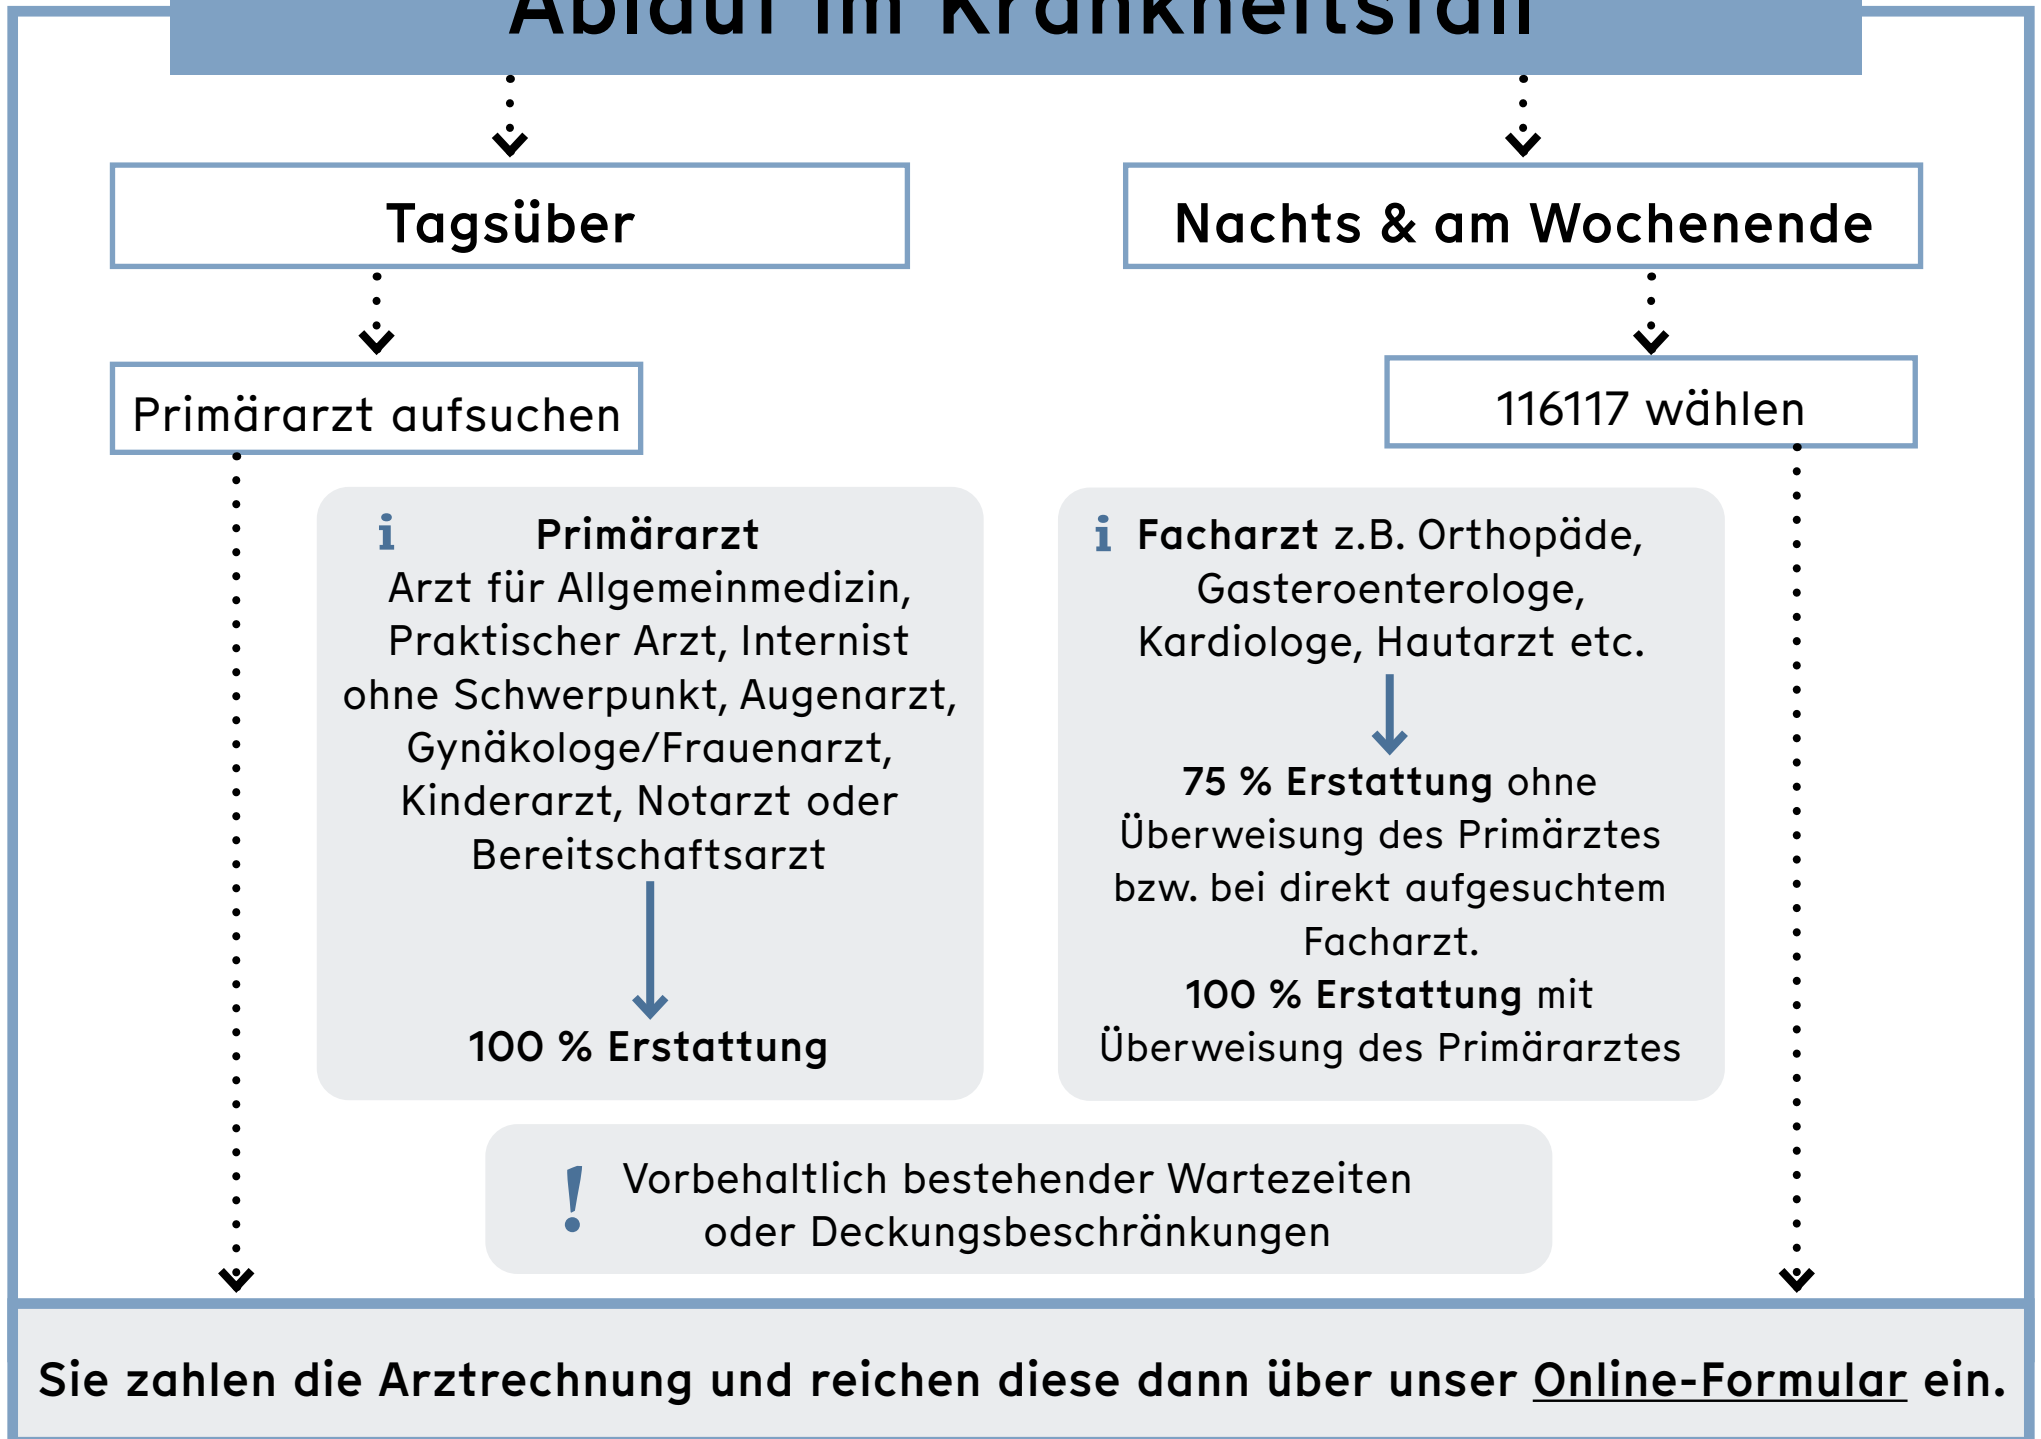 Ablauf im Krankheitsfall
Tagsüber
Nachts & am Wochenende
Primärarzt aufsuchen
116117 wählen
i Primärarzt
Arzt für Allgemeinmedizin,
Praktischer Arzt, Internist
ohne Schwerpunkt, Augenarzt,
Gynäkologe/Frauenarzt,
Kinderarzt, Notarzt oder
Bereitschaftsarzt
100 % Erstattung
i Facharzt z.B. Orthopäde,
Gasteroenterologe,
Kardiologe, Hautarzt etc.
75 % Erstattung ohne
Überweisung des Primärztes
bzw. bei direkt aufgesuchtem
Facharzt.
100 % Erstattung mit
Überweisung des Primärarztes
! Vorbehaltlich bestehender Wartezeiten
oder Deckungsbeschränkungen
Sie zahlen die Arztrechnung und reichen diese dann über unser Online-Formular ein.